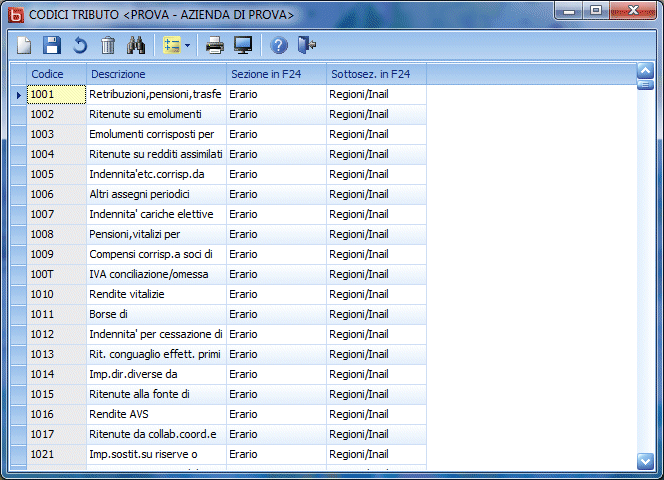 CODICI TRIBUTO <PROVA - AZIENDA DI PROVA>
Codice Descrizione Sezione in F24 Sottosez. in F24
1001 Retribuzioni,pensioni,trasfe Erario Regioni/Inail
1002 Ritenute su emolumenti Erario Regioni/Inail
1003 Emolumenti corrisposti per Erario Regioni/Inail
1004 Ritenute su redditi assimilati Erario Regioni/Inail
1005 Indennita'etc.corrisp.da Erario Regioni/Inail
1006 Altri assegni periodici Erario Regioni/Inail
1007 Indennita' cariche elettive Erario Regioni/Inail
1008 Pensioni,vitalizi per Erario Regioni/Inail
1009 Compensi corrisp.a soci di Erario Regioni/Inail
100T IVA conciliazione/omessa Erario Regioni/Inail
1010 Rendite vitalizie Erario Regioni/Inail
1011 Borse di Erario Regioni/Inail
1012 Indennita' per cessazione di Erario Regioni/Inail
1013 Rit. conguaglio effett. primi Erario Regioni/Inail
1014 Imp.dir.diverse da Erario Regioni/Inail
1015 Ritenute alla fonte di Erario Regioni/Inail
1016 Rendite AVS Erario Regioni/Inail
1017 Ritenute da collab.coord.e Erario Regioni/Inail
1021 Imp.sostit.su riserve o Erario Regioni/Inail